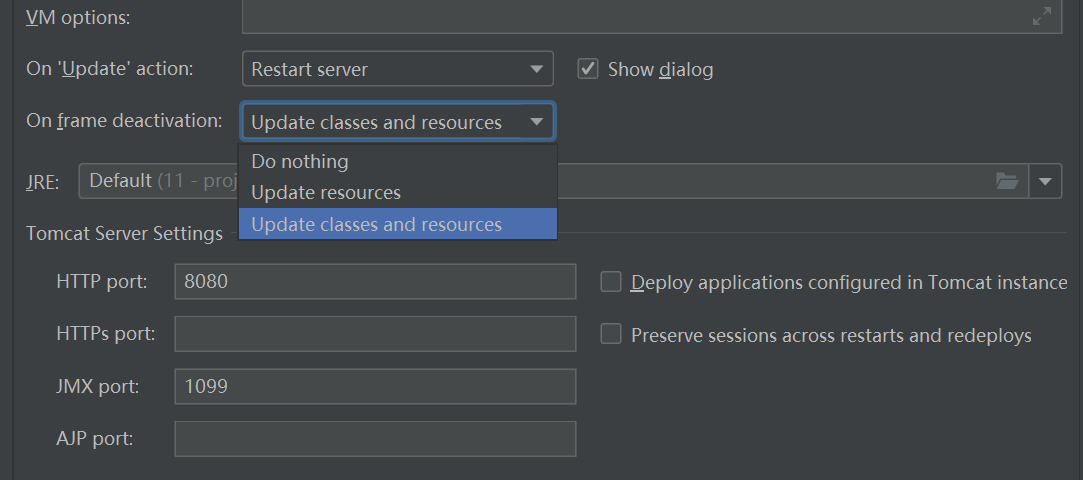 VM options:
On 'Update' action: Restart server Show dialog
On frame deactivation: Update classes and resources
Do nothing
JRE: Default (11 - proj
Update resources
Update classes and resources
Tomcat Server Settings
HTTP port: 8080 Deploy applications configured in Tomcat instance
HTTPs port: Preserve sessions across restarts and redeploys
JMX port: 1099
AJP port: